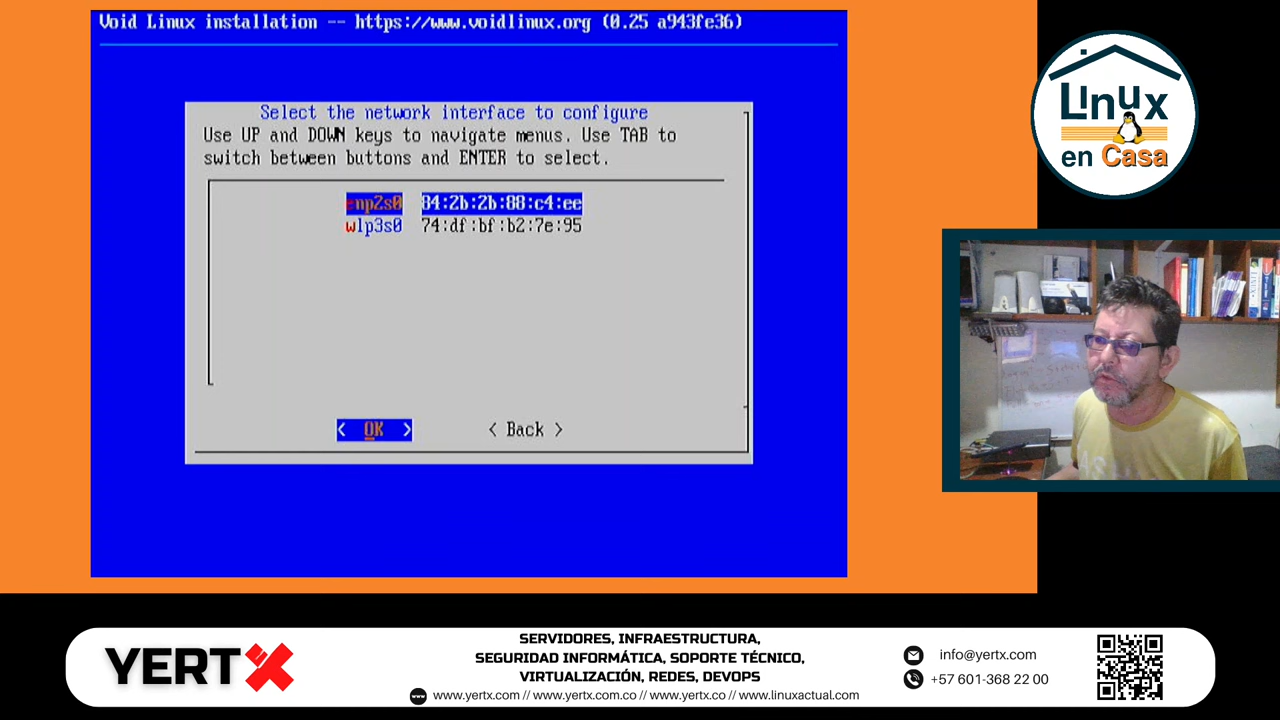 Void Linux installation -- https://www.voidlinux.org (0.25 a943fe36)
Select the network interface to configure
Use UP and DOWN keys to navigate menus. Use TAB to
switch between buttons and ENTER to select.
enp2s0 84:2b:2b:88:c4:ee
wlp3s0 74:df:bf:b2:7e:95
< OK > < Back >
Linux
en Casa
YERTX
SERVIDORES, INFRAESTRUCTURA,
SEGURIDAD INFORMÁTICA, SOPORTE TÉCNICO,
VIRTUALIZACIÓN, REDES, DEVOPS
www.yertx.com // www.yertx.com.co // www.yertx.co // www.linuxactual.com
info@yertx.com
+57 601-368 22 00